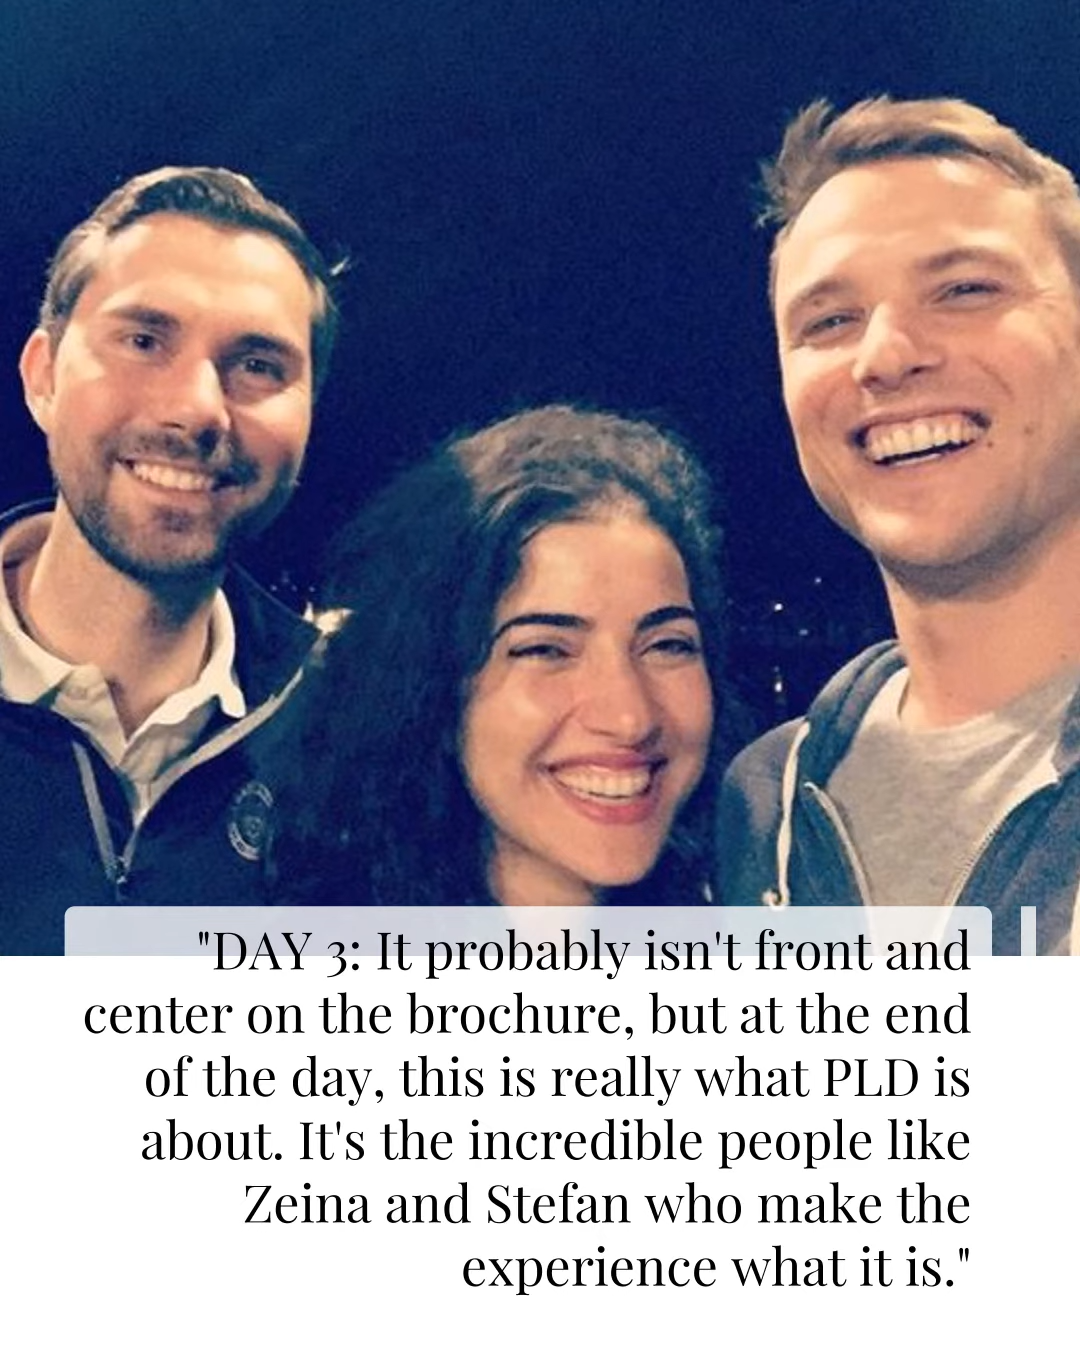 "DAY 3: It probably isn't front and
center on the brochure, but at the end
of the day, this is really what PLD is
about. It's the incredible people like
Zeina and Stefan who make the
experience what it is."